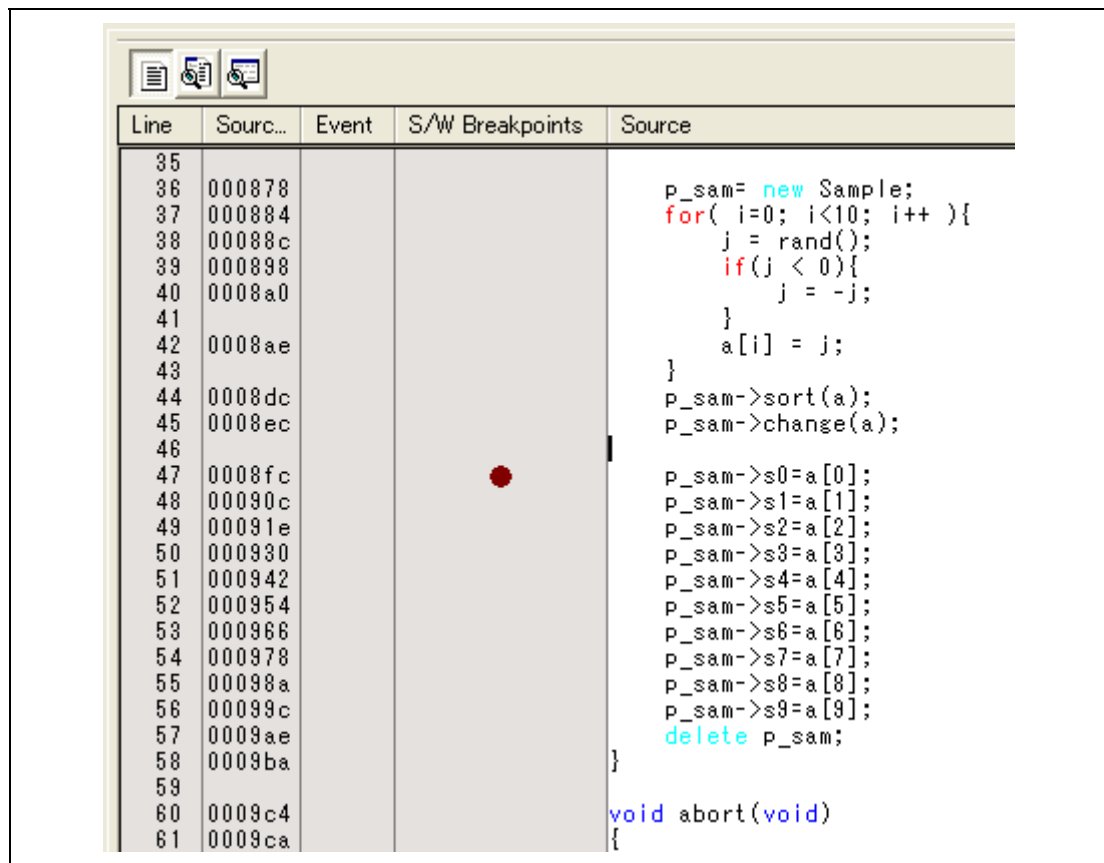 Line Sourc... Event S/W Breakpoints Source
35
36 000878 p_sam= new Sample;
37 000884 for( i=0; i<10; i++ ){
38 00088c j = rand();
39 000898 if(j < 0){
40 0008a0 j = -j;
41 }
42 0008ae a[i] = j;
43 }
44 0008dc p_sam->sort(a);
45 0008ec p_sam->change(a);
46
47 0008fc p_sam->s0=a[0];
48 00090c p_sam->s1=a[1];
49 00091e p_sam->s2=a[2];
50 000930 p_sam->s3=a[3];
51 000942 p_sam->s4=a[4];
52 000954 p_sam->s5=a[5];
53 000966 p_sam->s6=a[6];
54 000978 p_sam->s7=a[7];
55 00098a p_sam->s8=a[8];
56 00099c p_sam->s9=a[9];
57 0009ae delete p_sam;
58 0009ba }
59
60 0009c4 void abort(void)
61 0009ca {